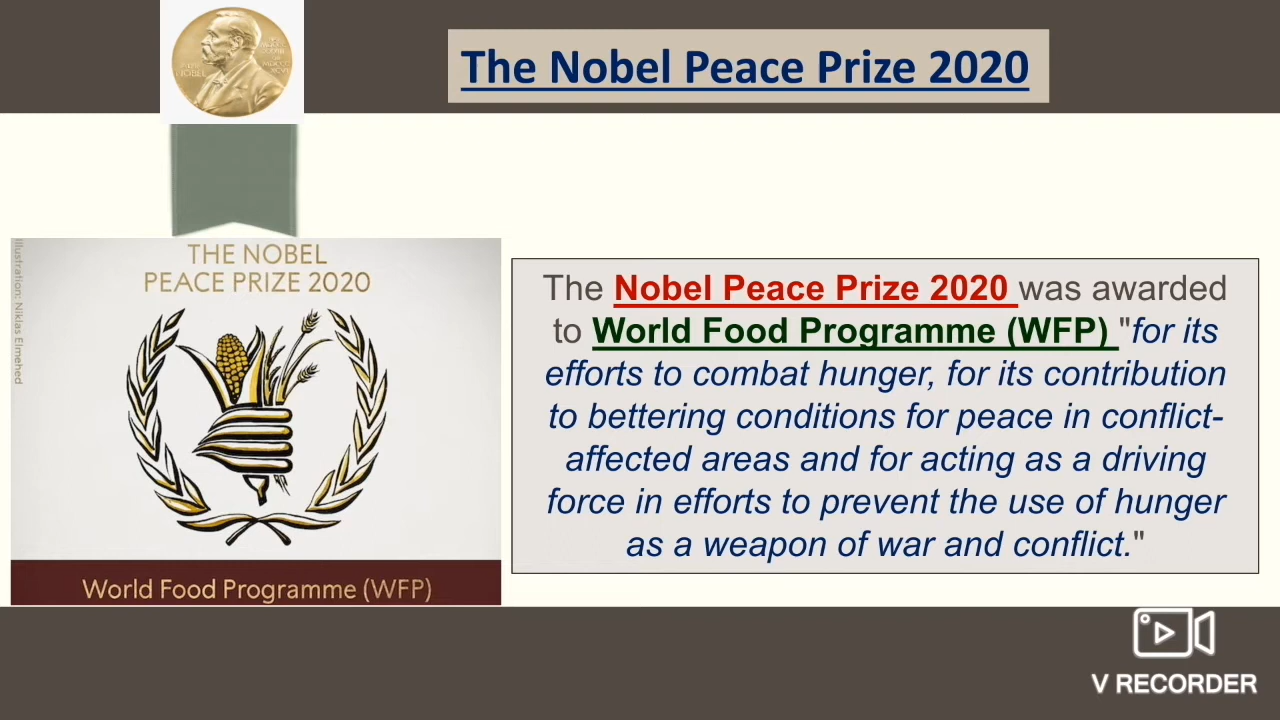 The Nobel Peace Prize 2020
Illustration: Niklas Elmehed
THE NOBEL
PEACE PRIZE 2020
World Food Programme (WFP)
The Nobel Peace Prize 2020 was awarded
to World Food Programme (WFP) "for its
efforts to combat hunger, for its contribution
to bettering conditions for peace in conflict-
affected areas and for acting as a driving
force in efforts to prevent the use of hunger
as a weapon of war and conflict."
V RECORDER